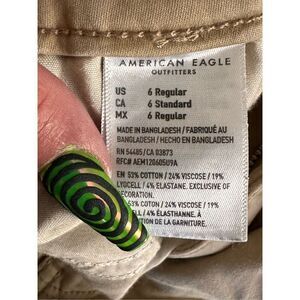 AMERICAN EAGLE
OUTFITTERS
US 6 Regular
CA 6 Standard
MX 6 Regular
MADE IN BANGLADESH / FABRIQUÉ AU
BANGLADESH / HECHO EN BANGLADESH
RN 54485 / CA 03873
RFC# AEM120605U9A
EN 53% COTTON / 24% VISCOSE / 19%
LYOCELL / 4% ELASTANE. EXCLUSIVE OF
DECORATION.
53% COTON / 24% VISCOSE / 19%
/ 4% ÉLASTHANNE. À
DE LA GARNITURE.